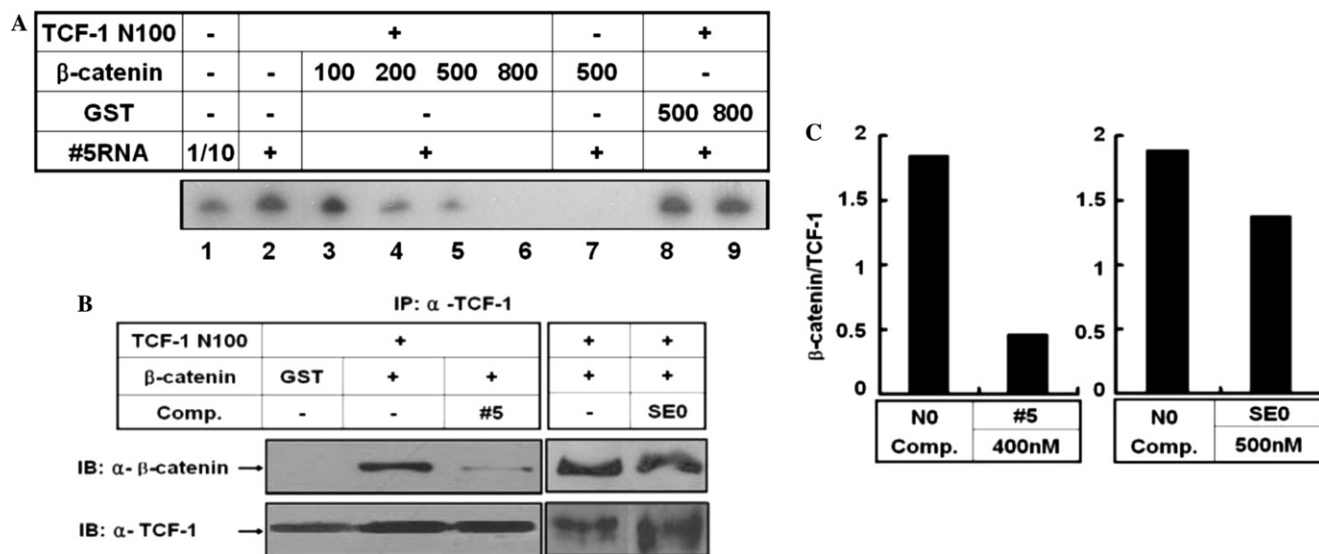 A
TCF-1 N100 - + - +
β-catenin - - 100 200 500 800 500 -
GST - - - - 500 800
#5RNA 1/10 + + + +
1 2 3 4 5 6 7 8 9
B
IP: α -TCF-1
TCF-1 N100 + + +
β-catenin GST + + + +
Comp. - - #5 - SE0
IB: α- β-catenin
IB: α- TCF-1
C
β-catenin/TCF-1
2
1.5
1
0.5
0
N0 #5
Comp. 400nM
2
1.5
1
0.5
0
N0 SE0
Comp. 500nM